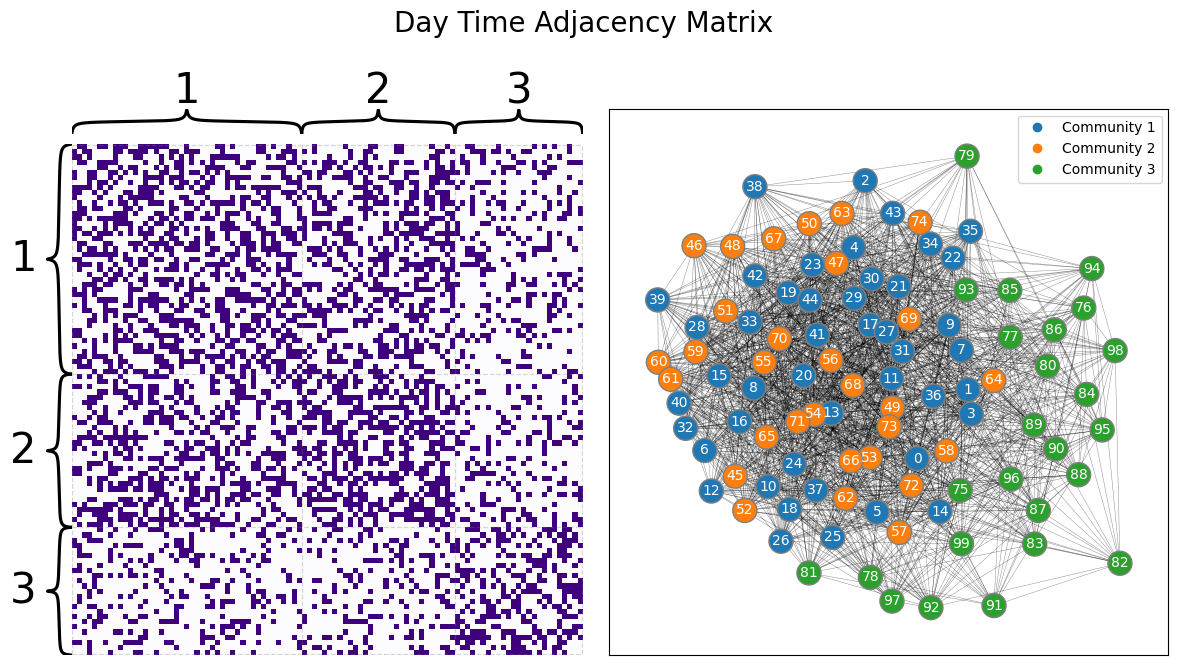 Day Time Adjacency Matrix
1 2 3
1
2
3
Community 1
Community 2
Community 3
79
38 2
63 43 74
50 35
46 48 67 4 34
23 47 22
42 30 21 93 85 94
39 19 44 29 76
51 33 17 69 9 86
28 41 27 77
59 70 31 7 98
60 55 56 80
61 15 20 11 64
8 68 36 1 84
40 49 3
32 16 71 54 13 73 89 95
6 65 66 53 58 90
45 24 0 96 88
12 10 37 62 72 75
52 18 5 14 87
26 25 57 99 83
81 78 82
97 92 91